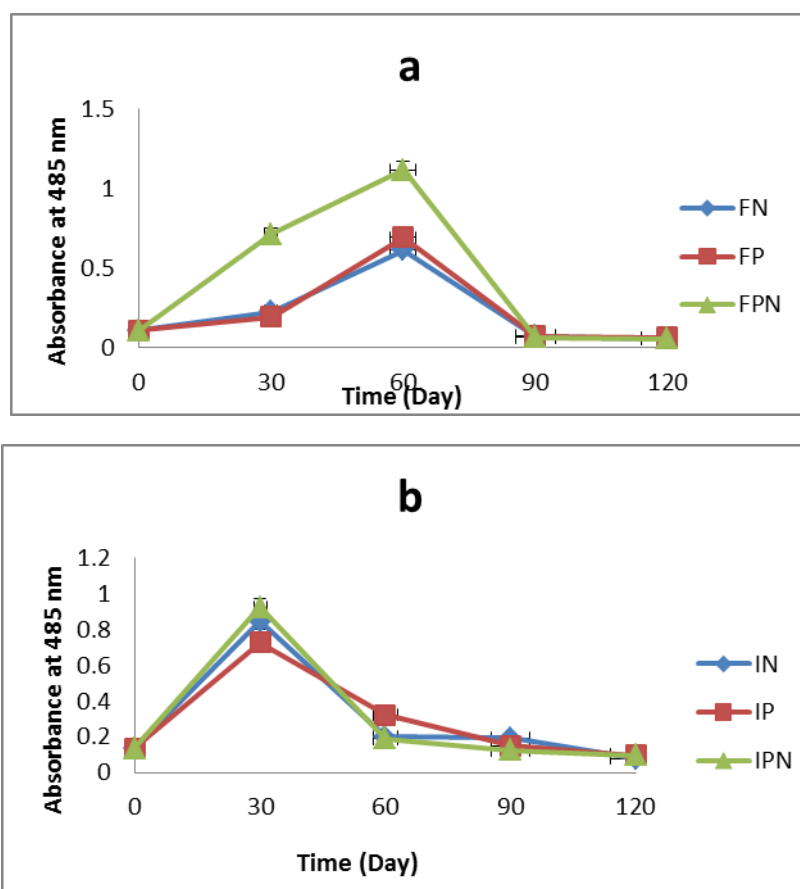 a
Absorbance at 485 nm
1.5
1
0.5
0
0 30 60 90 120
Time (Day)
FN
FP
FPN
b
Absorbance at 485 nm
1.2
1
0.8
0.6
0.4
0.2
0
0 30 60 90 120
Time (Day)
IN
IP
IPN